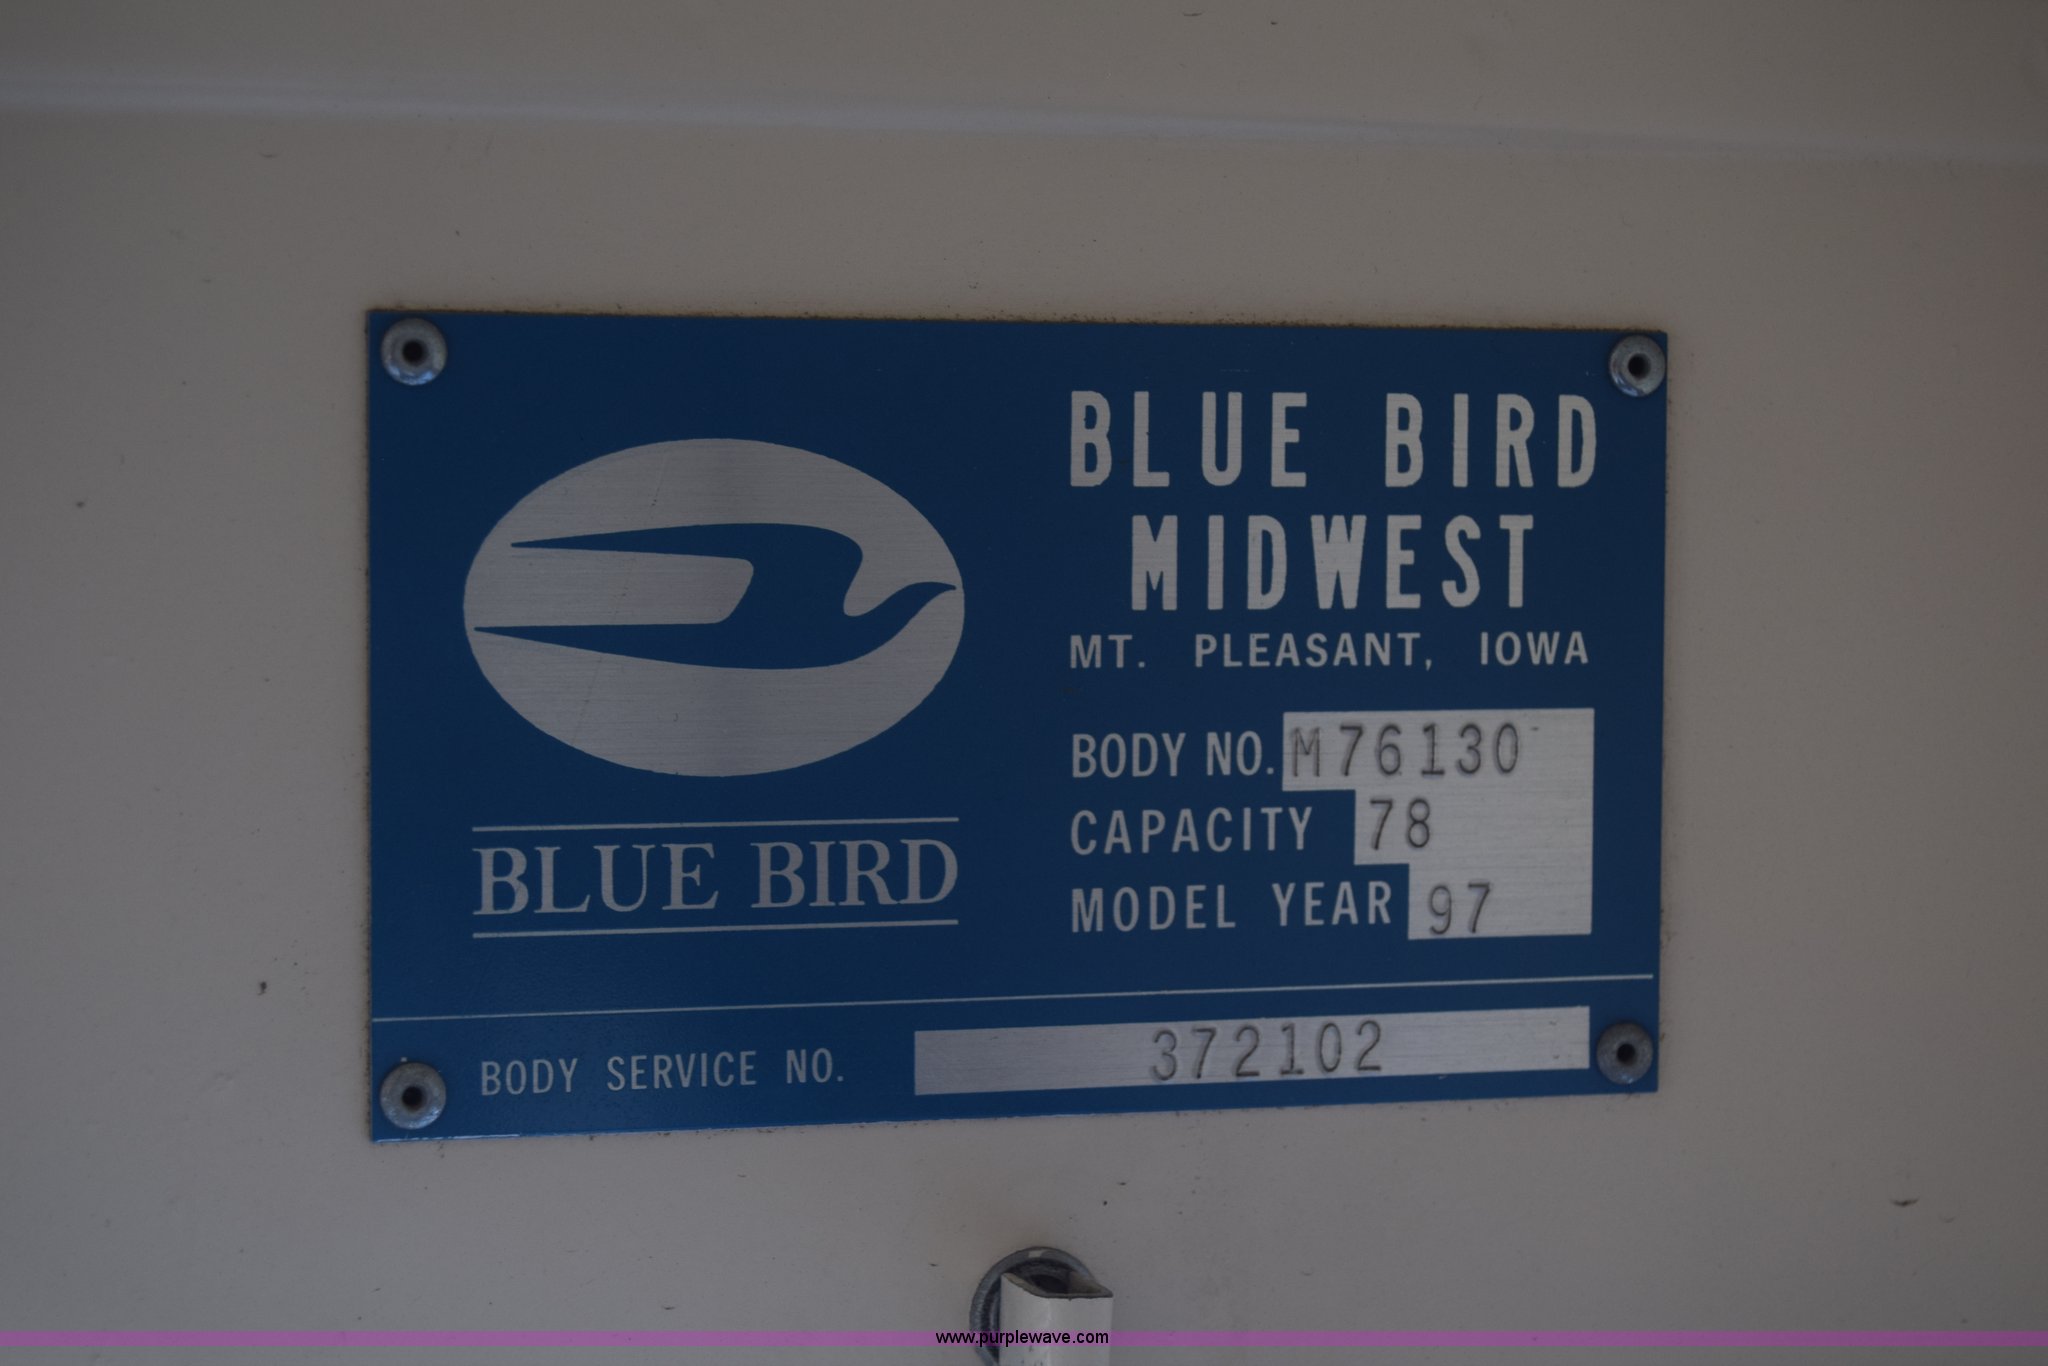 BLUE BIRD
MIDWEST
MT. PLEASANT, IOWA
BODY NO. M76130
CAPACITY 78
MODEL YEAR 97
BLUE BIRD
BODY SERVICE NO. 372102
www.purplewave.com